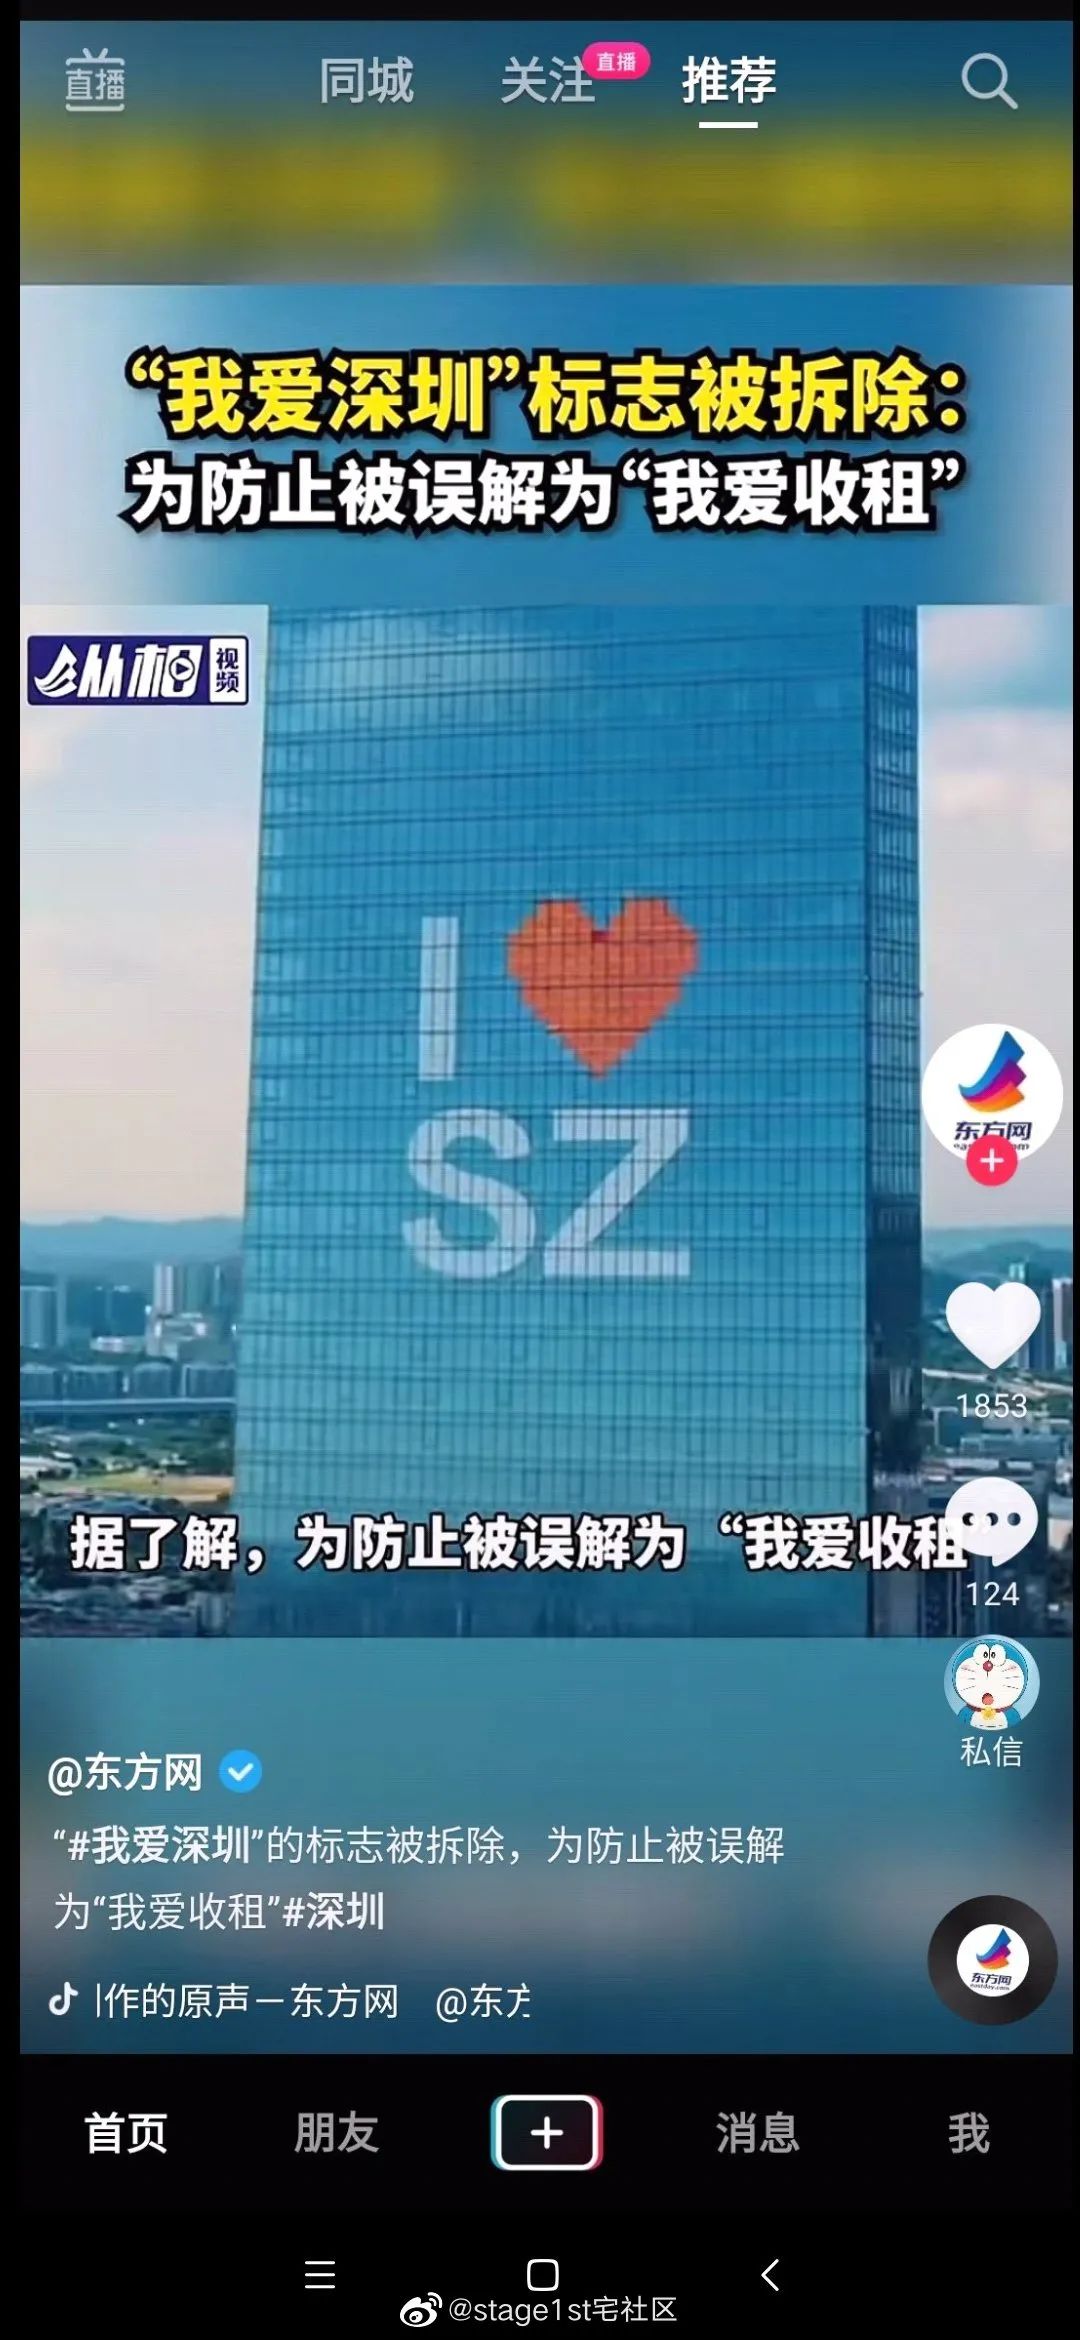 直播
同城
关注
直播
推荐
“我爱深圳”标志被拆除：
为防止被误解为“我爱收租”
纵相
视频
I ❤
SZ
东方网
1853
据了解，为防止被误解为“我爱收租”
124
私信
@东方网
“#我爱深圳”的标志被拆除，为防止被误解
为“我爱收租”#深圳
东方网
eastday.com
作的原声－东方网 @东方
首页
朋友
消息
我
@stage1st宅社区